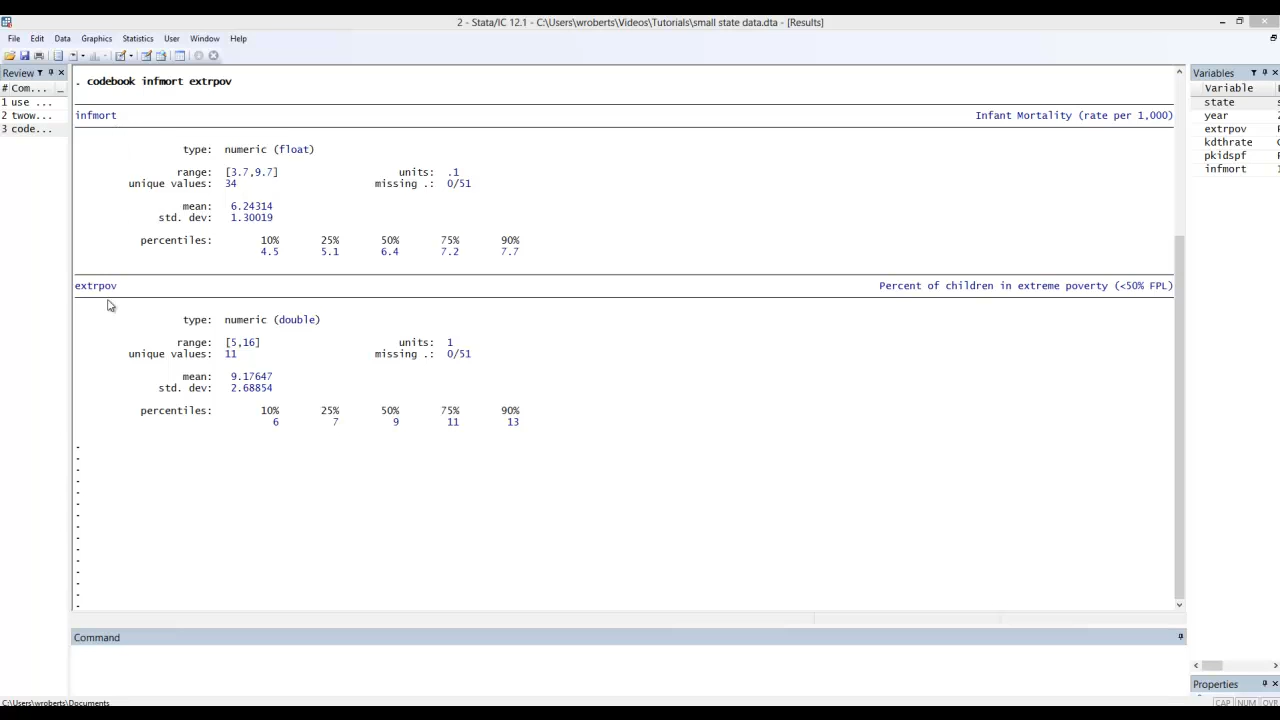 2 - Stata/IC 12.1 - C:\Users\wroberts\Videos\Tutorials\small state data.dta - [Results]
File Edit Data Graphics Statistics User Window Help
Review
# Com...
1 use ...
2 twow...
3 code...
. codebook infmort extrpov
infmort Infant Mortality (rate per 1,000)
type: numeric (float)
range: [3.7,9.7] units: .1
unique values: 34 missing .: 0/51
mean: 6.24314
std. dev: 1.30019
percentiles: 10% 25% 50% 75% 90%
4.5 5.1 6.4 7.2 7.7
extrpov Percent of children in extreme poverty (<50% FPL)
type: numeric (double)
range: [5,16] units: 1
unique values: 11 missing .: 0/51
mean: 9.17647
std. dev: 2.68854
percentiles: 10% 25% 50% 75% 90%
6 7 9 11 13
Command
Variables
Variable
state
year
extrpov
kdthrate
pkidspf
infmort
Properties
C:\Users\wroberts\Documents
CAP NUM OVR